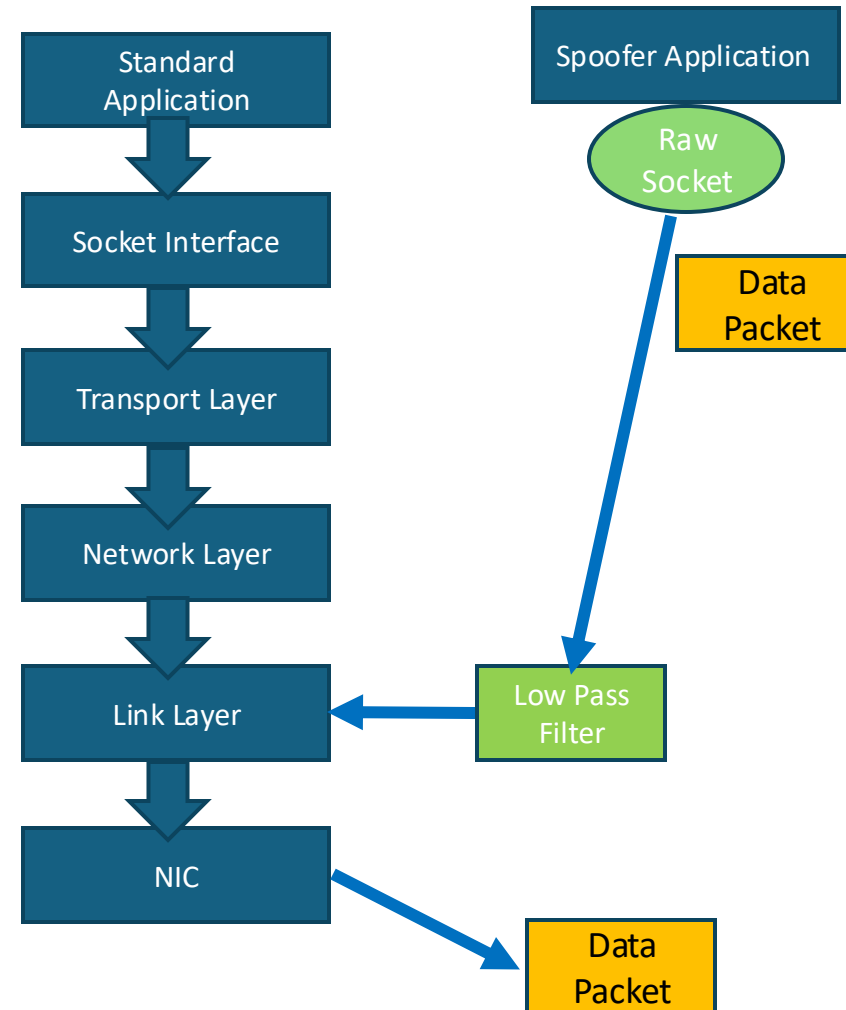 Standard
Application
Socket Interface
Transport Layer
Network Layer
Link Layer
NIC
Spoofer Application
Raw
Socket
Data
Packet
Low Pass
Filter
Data
Packet